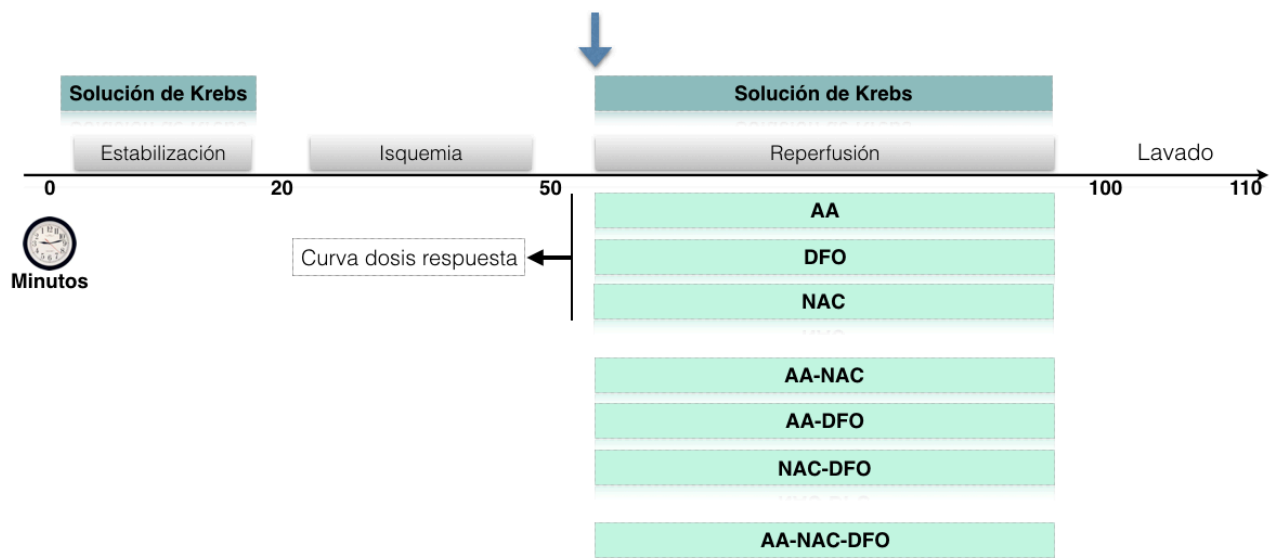 Solución de Krebs
Solución de Krebs
Estabilización
Isquemia
Reperfusión
Lavado
0
20
50
100
110
Minutos
Curva dosis respuesta
AA
DFO
NAC
AA-NAC
AA-DFO
NAC-DFO
AA-NAC-DFO